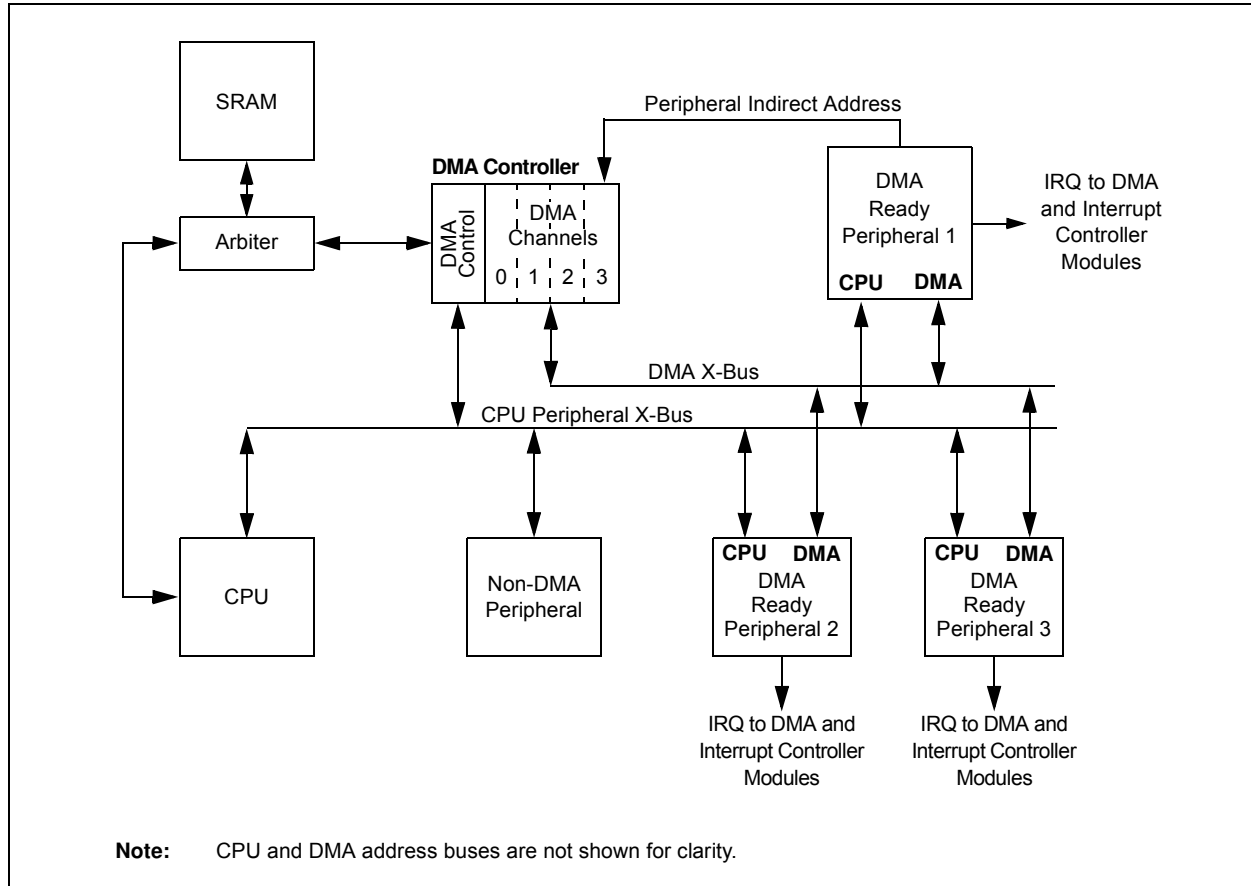 SRAM
Peripheral Indirect Address
DMA Controller
DMA
Ready
Peripheral 1
CPU DMA
IRQ to DMA
and Interrupt
Controller
Modules
Arbiter
DMA
Control
DMA
Channels
0 1 2 3
DMA X-Bus
CPU Peripheral X-Bus
CPU
Non-DMA
Peripheral
CPU DMA
DMA
Ready
Peripheral 2
CPU DMA
DMA
Ready
Peripheral 3
IRQ to DMA and
Interrupt Controller
Modules
IRQ to DMA and
Interrupt Controller
Modules
Note: CPU and DMA address buses are not shown for clarity.